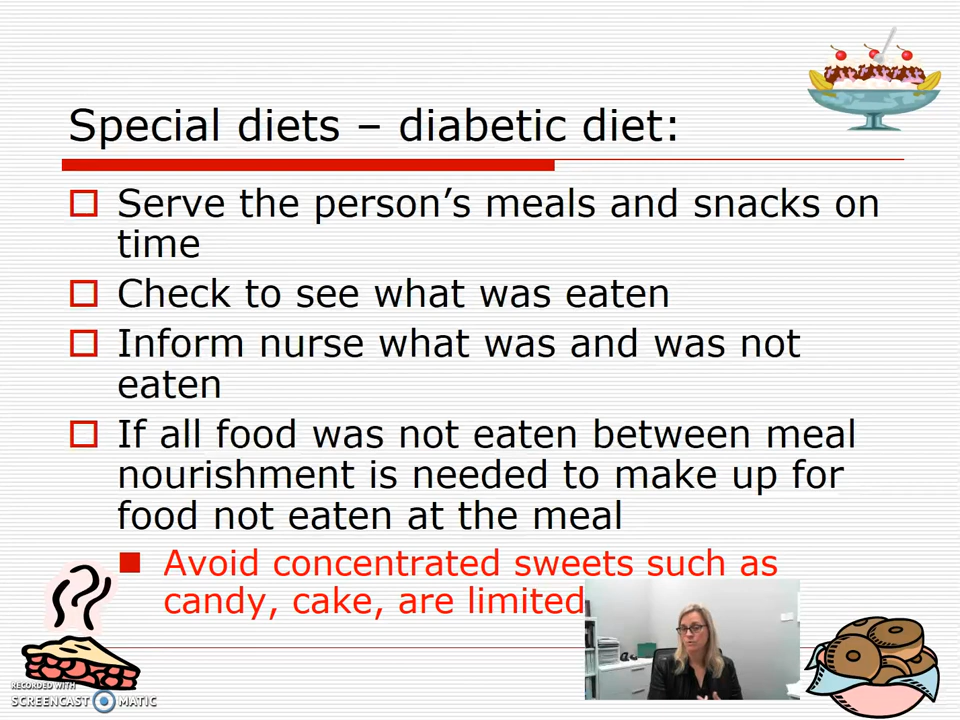 Special diets – diabetic diet:
Serve the person’s meals and snacks on
time
Check to see what was eaten
Inform nurse what was and was not
eaten
If all food was not eaten between meal
nourishment is needed to make up for
food not eaten at the meal
Avoid concentrated sweets such as
candy, cake, are limited
RECORDED WITH
SCREENCAST MATIC